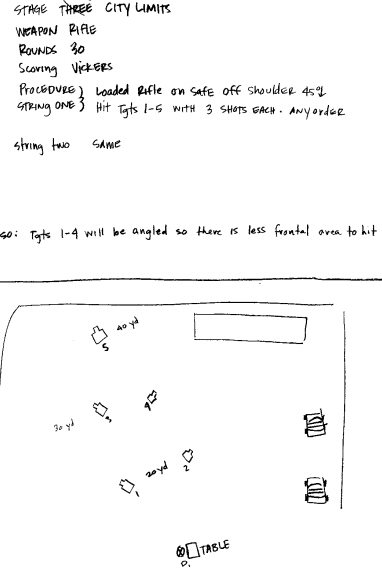 STAGE THREE CITY LIMITS
WEAPON RIFLE
ROUNDS 30
Scoring VICKERS
PROCEDURE } Loaded Rifle on SAFE off Shoulder 45°↓
STRING ONE } Hit Tgts 1-5 WITH 3 SHOTS EACH. ANY order
string two same
so: Tgts 1-4 will be angled so there is less frontal area to hit
40 yd
5
4
3
30 yd
20 yd
2
1
TABLE
P.